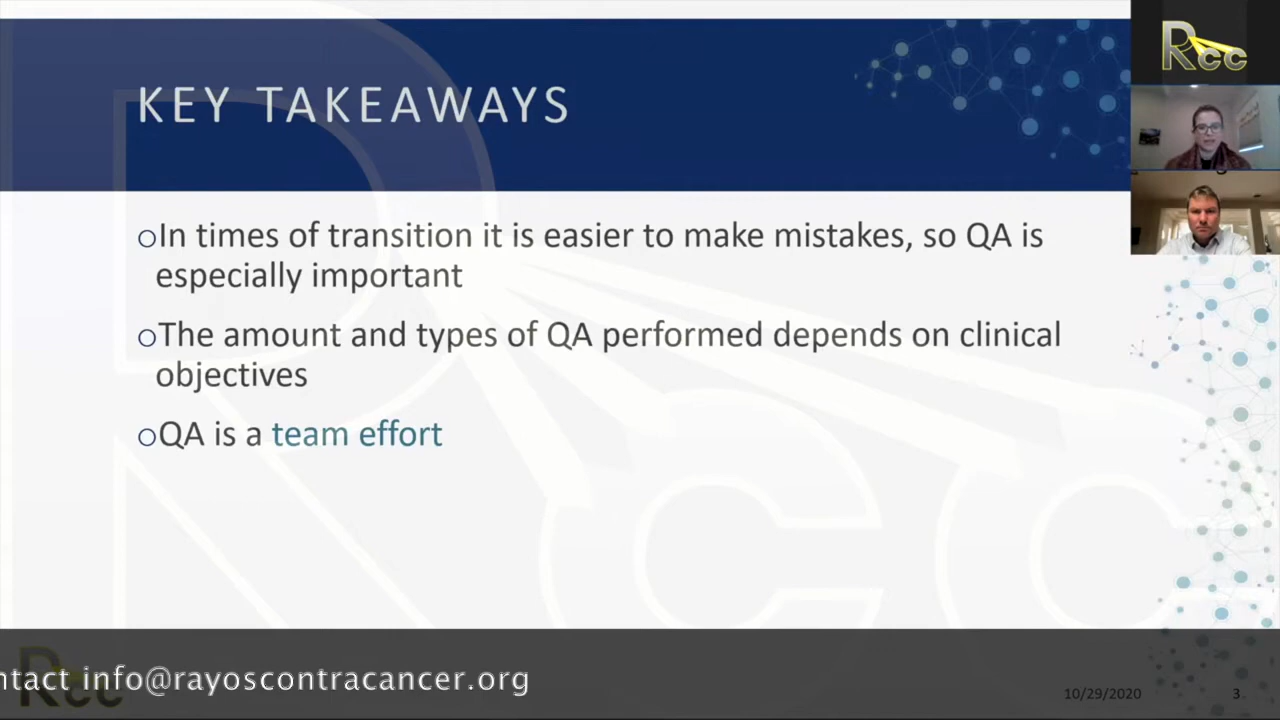 KEY TAKEAWAYS
Rcc
oIn times of transition it is easier to make mistakes, so QA is
especially important
oThe amount and types of QA performed depends on clinical
objectives
oQA is a team effort
Rcc
ntact info@rayoscontracancer.org
10/29/2020
3